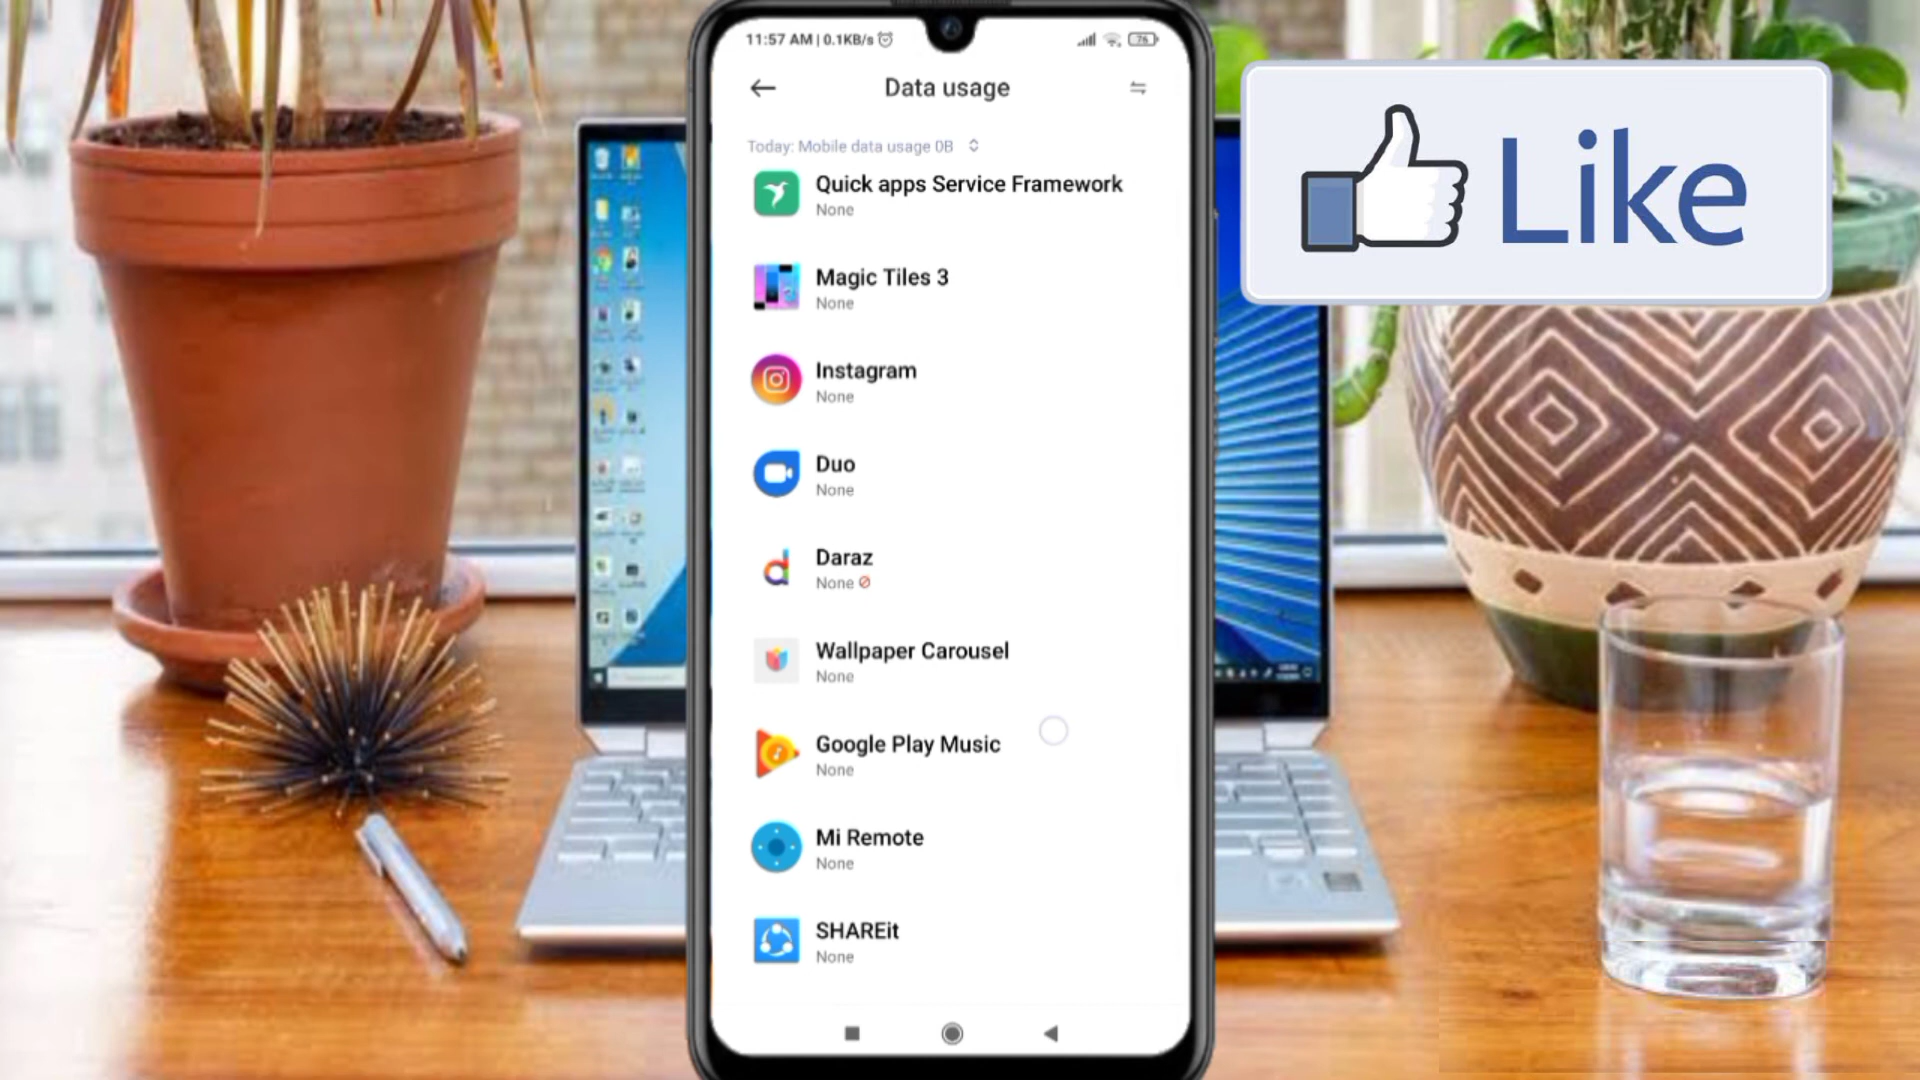 11:57 AM | 0.1KB/s
76
Data usage
Today: Mobile data usage 0B
Quick apps Service Framework
None
Magic Tiles 3
None
Instagram
None
Duo
None
Daraz
None
Wallpaper Carousel
None
Google Play Music
None
Mi Remote
None
SHAREit
None
Like